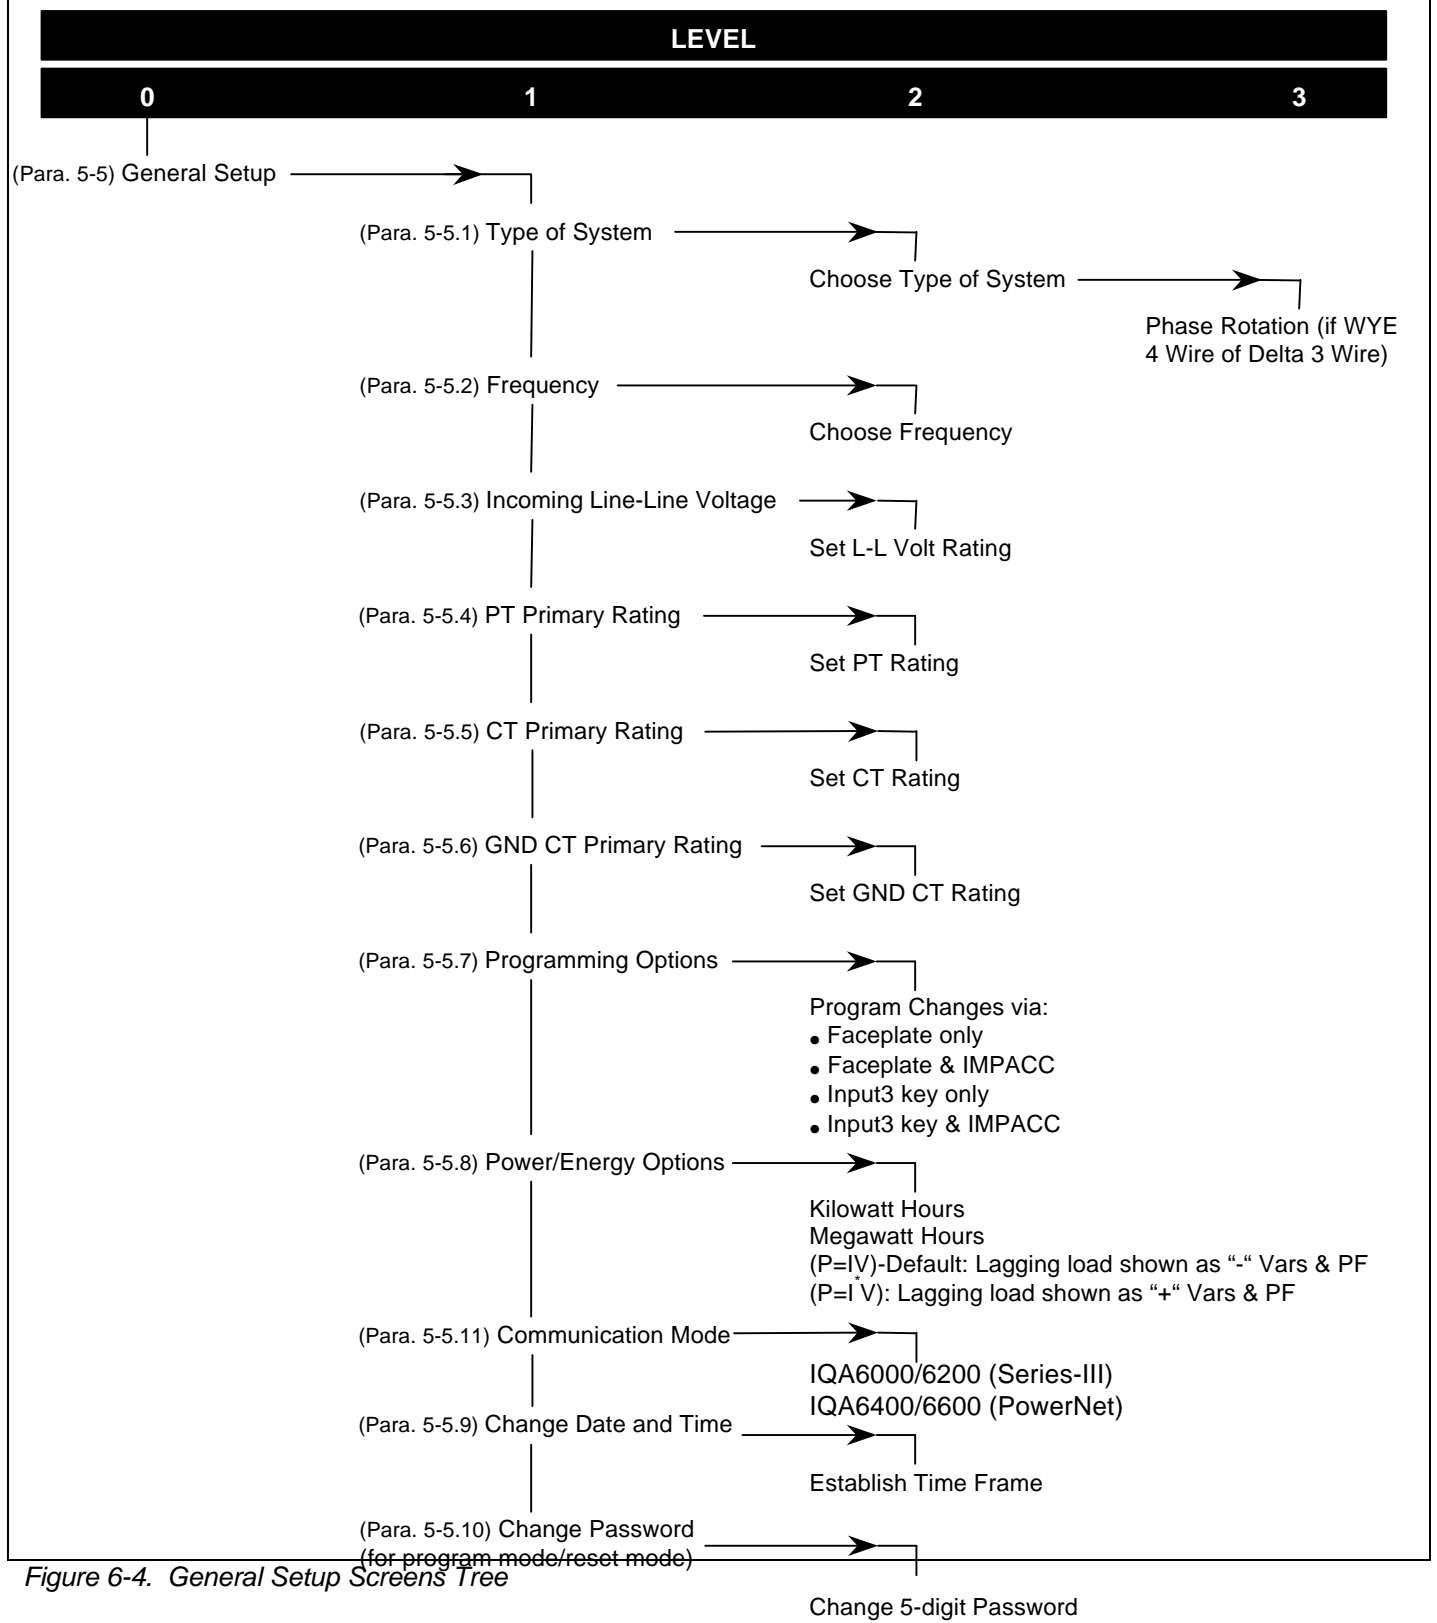 LEVEL
0 1 2 3
(Para. 5-5) General Setup
(Para. 5-5.1) Type of System
Choose Type of System
Phase Rotation (if WYE
4 Wire of Delta 3 Wire)
(Para. 5-5.2) Frequency
Choose Frequency
(Para. 5-5.3) Incoming Line-Line Voltage
Set L-L Volt Rating
(Para. 5-5.4) PT Primary Rating
Set PT Rating
(Para. 5-5.5) CT Primary Rating
Set CT Rating
(Para. 5-5.6) GND CT Primary Rating
Set GND CT Rating
(Para. 5-5.7) Programming Options
Program Changes via:
• Faceplate only
• Faceplate & IMPACC
• Input3 key only
• Input3 key & IMPACC
(Para. 5-5.8) Power/Energy Options
Kilowatt Hours
Megawatt Hours
(P=IV)-Default: Lagging load shown as “-“ Vars & PF
(P=I*V): Lagging load shown as “+“ Vars & PF
(Para. 5-5.11) Communication Mode
IQA6000/6200 (Series-III)
IQA6400/6600 (PowerNet)
(Para. 5-5.9) Change Date and Time
Establish Time Frame
(Para. 5-5.10) Change Password
(for program mode/reset mode)
Figure 6-4. General Setup Screens Tree
Change 5-digit Password